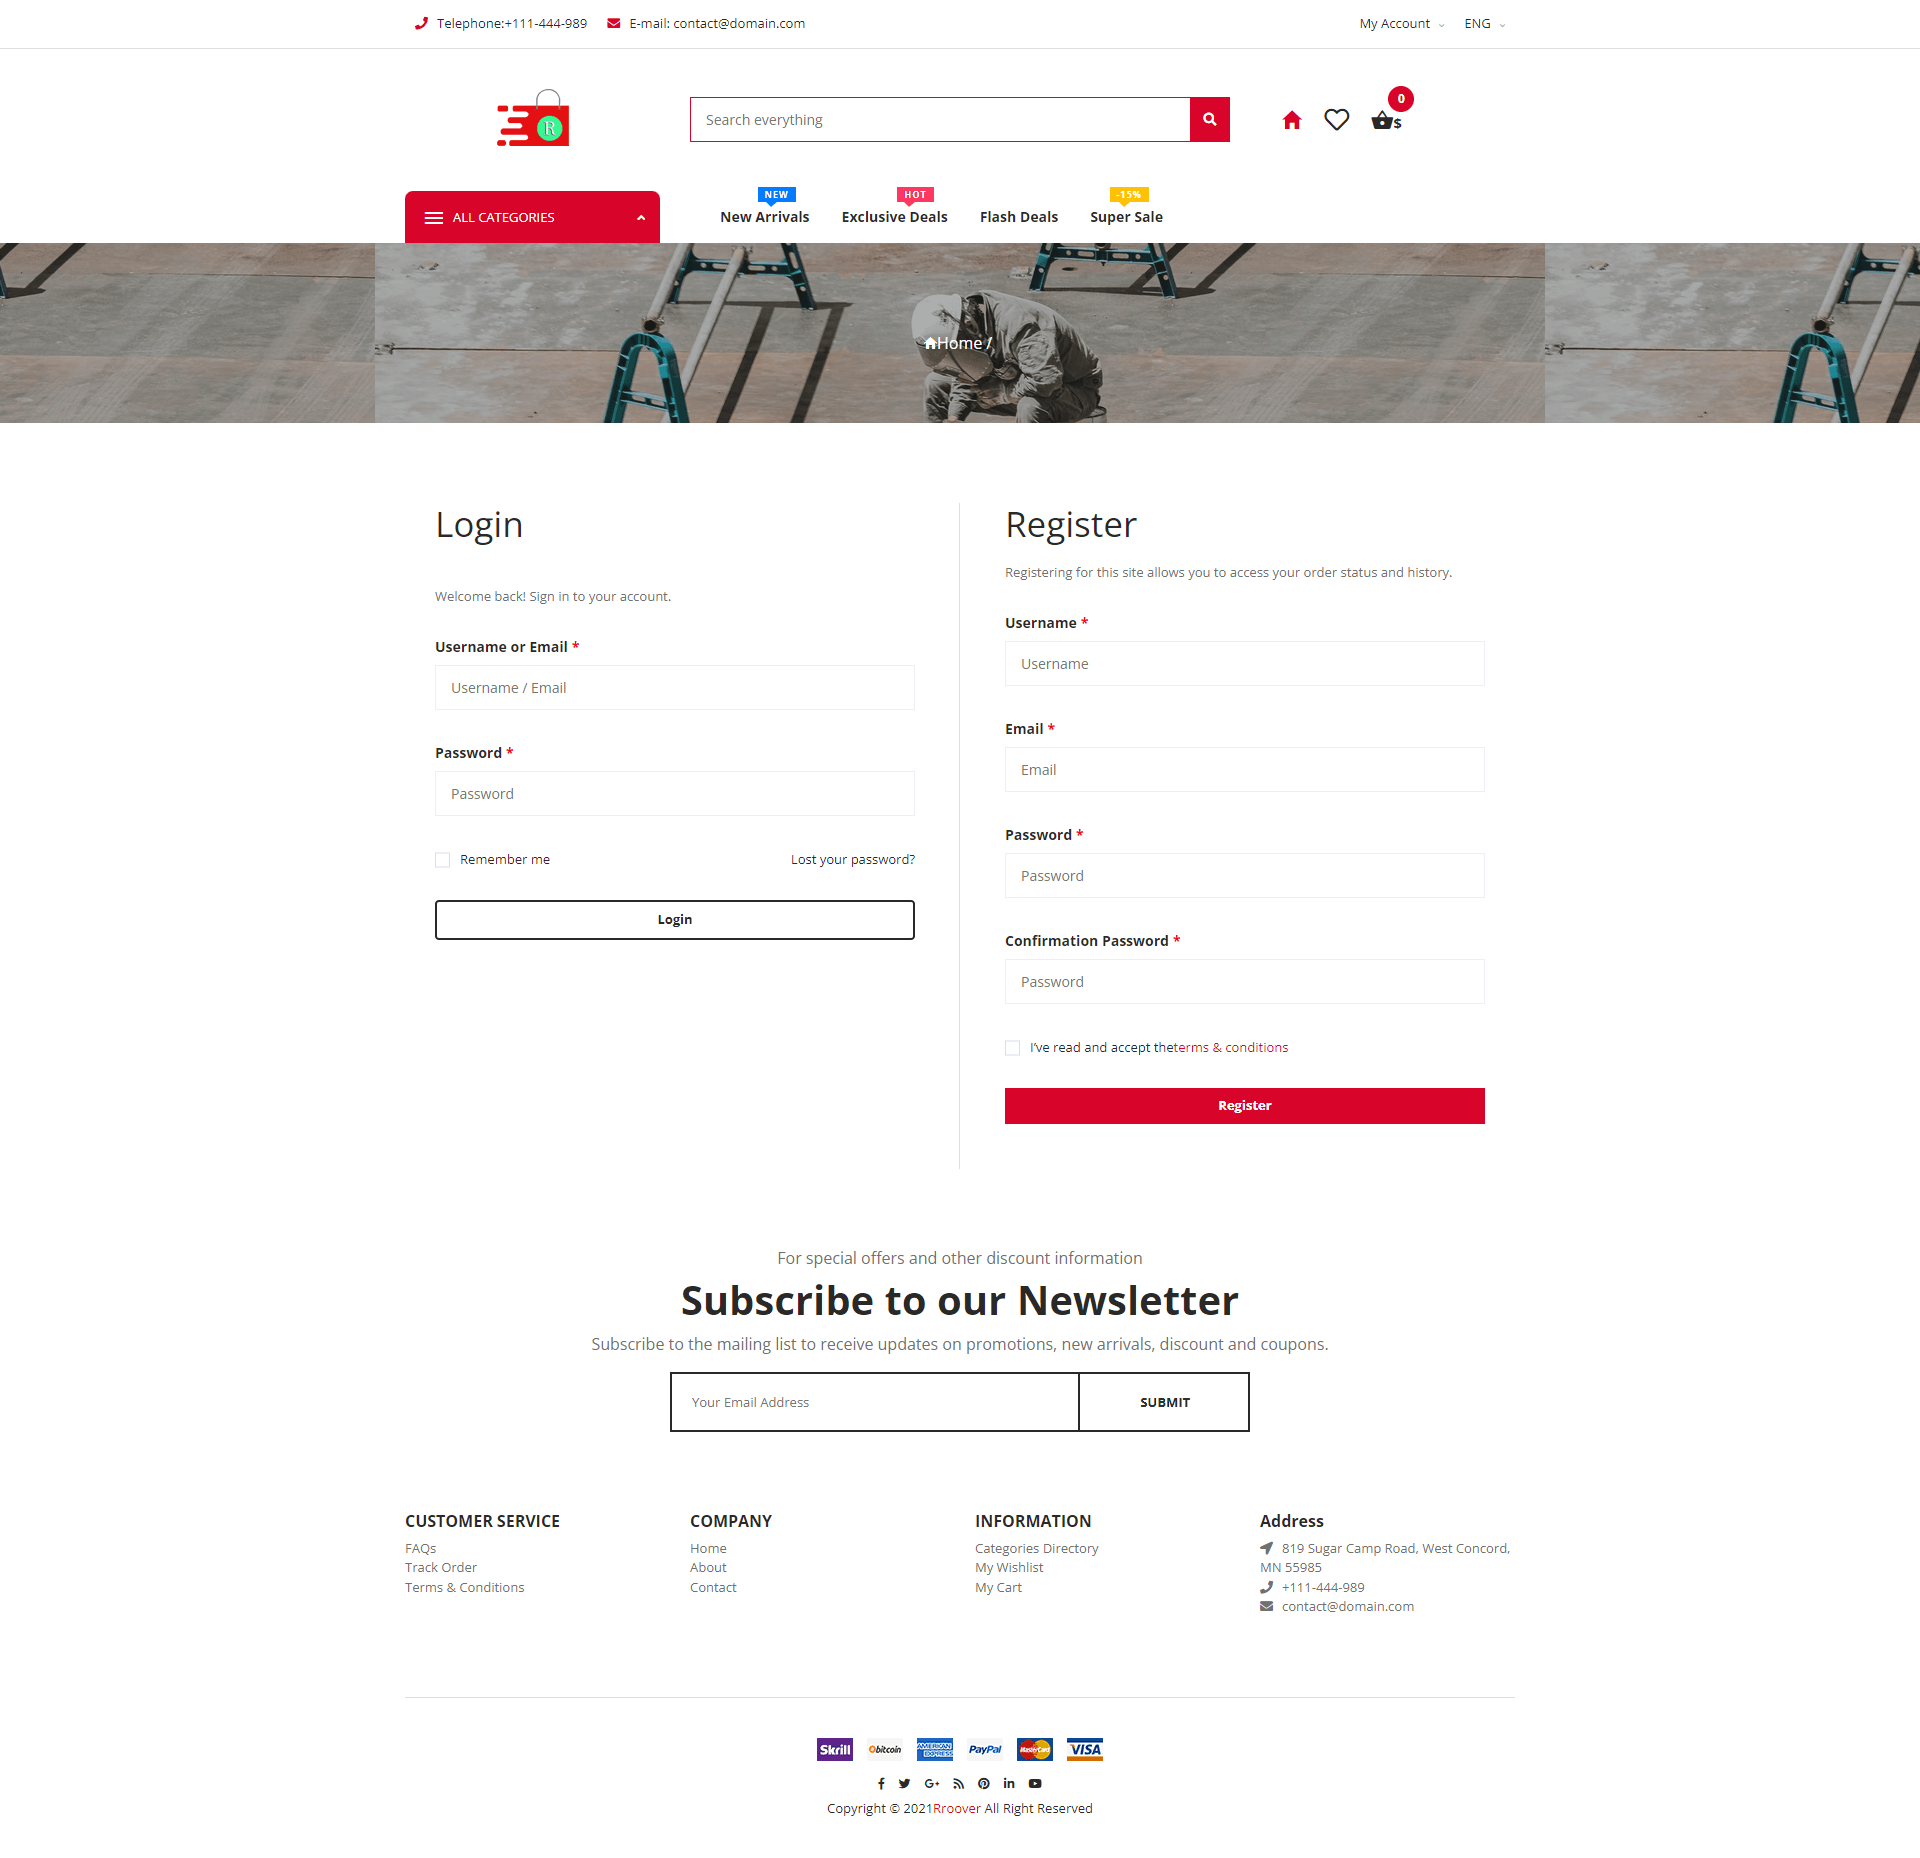 Telephone:+111-444-989 E-mail: contact@domain.com My Account ENG
R
Search everything
0
$
ALL CATEGORIES
NEW HOT -15%
New Arrivals Exclusive Deals Flash Deals Super Sale
Home /
Login
Welcome back! Sign in to your account.
Username or Email *
Username / Email
Password *
Password
Remember me Lost your password?
Login
Register
Registering for this site allows you to access your order status and history.
Username *
Username
Email *
Email
Password *
Password
Confirmation Password *
Password
I’ve read and accept theterms & conditions
Register
For special offers and other discount information
Subscribe to our Newsletter
Subscribe to the mailing list to receive updates on promotions, new arrivals, discount and coupons.
Your Email Address SUBMIT
CUSTOMER SERVICE
FAQs
Track Order
Terms & Conditions
COMPANY
Home
About
Contact
INFORMATION
Categories Directory
My Wishlist
My Cart
Address
819 Sugar Camp Road, West Concord,
MN 55985
+111-444-989
contact@domain.com
Skrill bitcoin AMERICAN EXPRESS PayPal MasterCard VISA
Copyright © 2021Rroover All Right Reserved